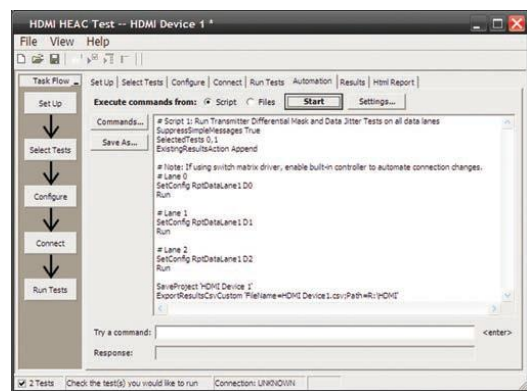 HDMI HEAC Test -- HDMI Device 1 *
File View Help
Task Flow
Set Up
Select Tests
Configure
Connect
Run Tests
Set Up Select Tests Configure Connect Run Tests Automation Results Html Report
Execute commands from: Script Files Start Settings...
Commands...
Save As...
# Script 1: Run Transmitter Differential Mask and Data Jitter Tests on all data lanes
SuppressSimpleMessages True
SelectedTests 0,1
ExistingResultsAction Append
# Note: If using switch matrix driver, enable built-in controller to automate connection changes.
# Lane 0
SetConfig RptDataLane1 D0
Run
# Lane 1
SetConfig RptDataLane1 D1
Run
# Lane 2
SetConfig RptDataLane1 D2
Run
SaveProject 'HDMI Device 1'
ExportResultsCsvCustom 'FileName=HDMI Device1.csv;Path=R:\HDMI'
Try a command: <enter>
Response:
2 Tests Check the test(s) you would like to run Connection: UNKNOWN